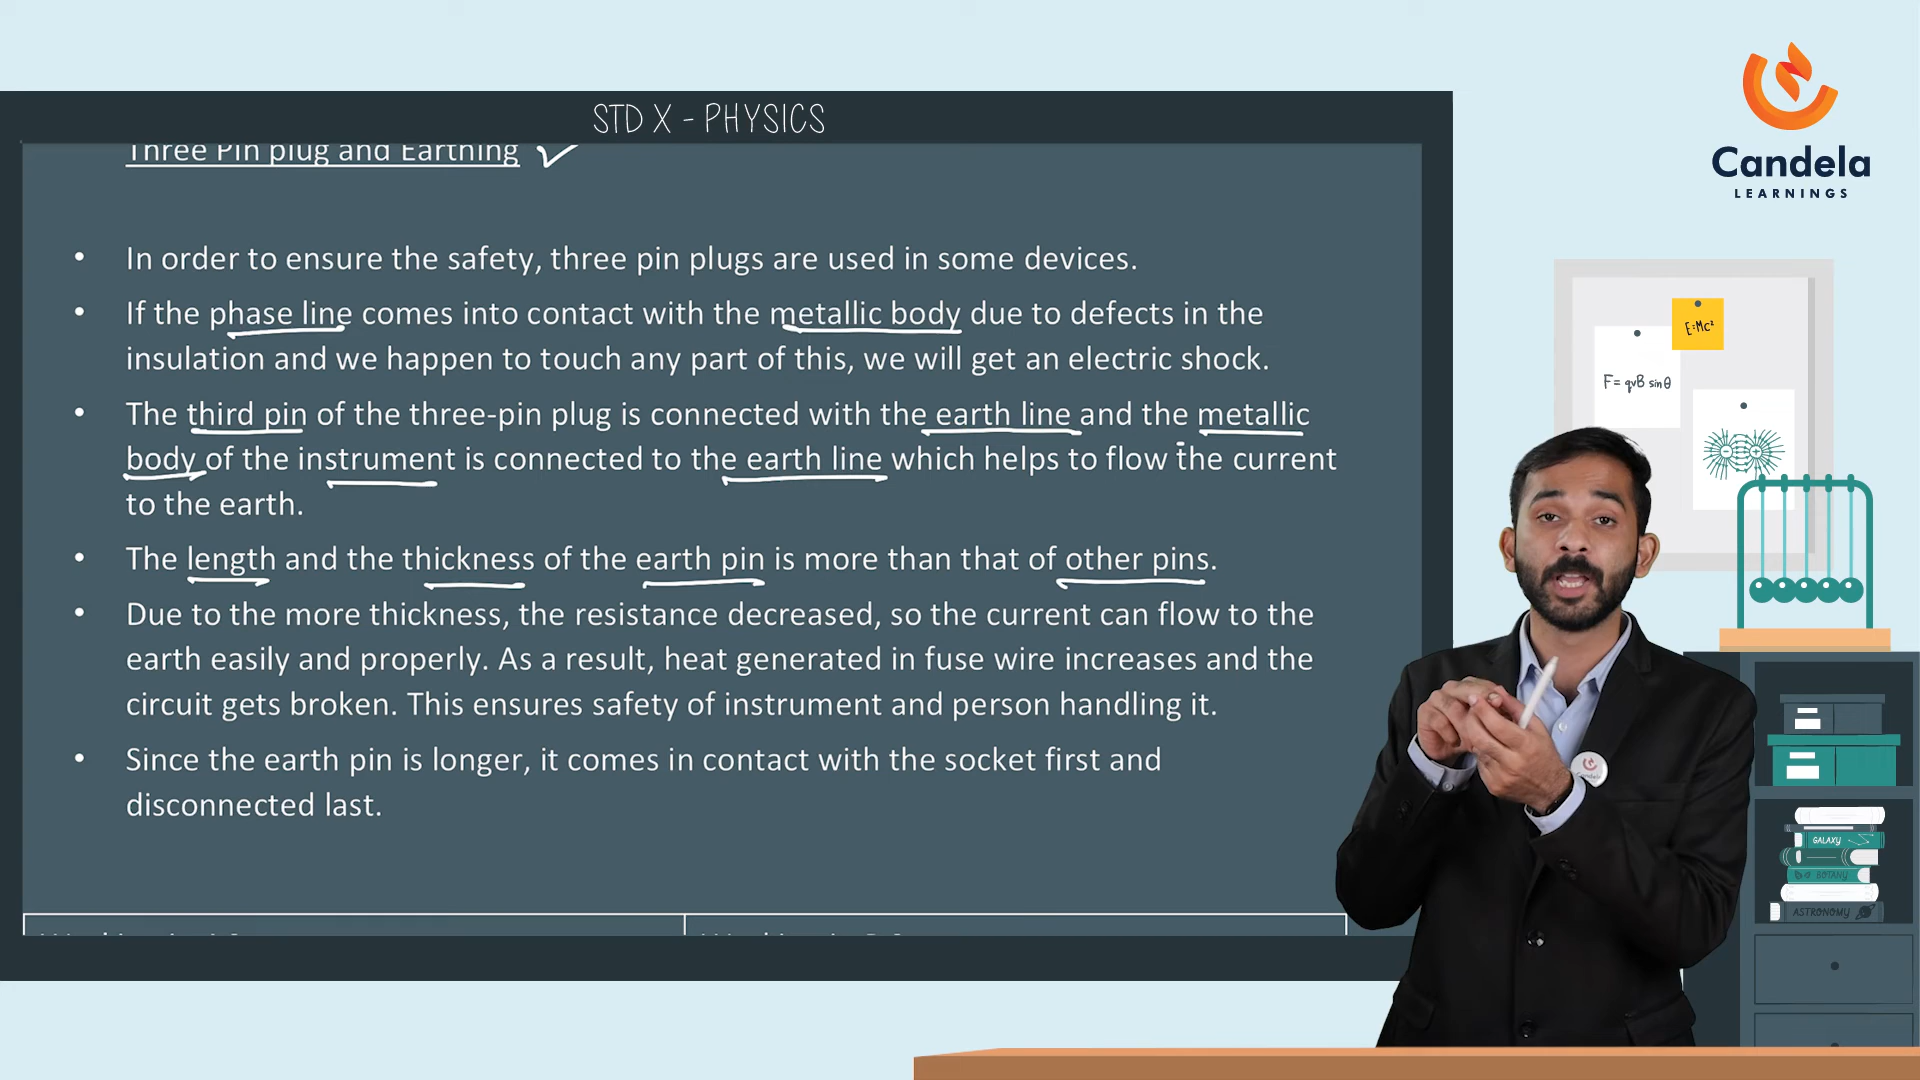 STD X - PHYSICS
Three Pin plug and Earthing
• In order to ensure the safety, three pin plugs are used in some devices.
• If the phase line comes into contact with the metallic body due to defects in the
insulation and we happen to touch any part of this, we will get an electric shock.
• The third pin of the three-pin plug is connected with the earth line and the metallic
body of the instrument is connected to the earth line which helps to flow the current
to the earth.
• The length and the thickness of the earth pin is more than that of other pins.
• Due to the more thickness, the resistance decreased, so the current can flow to the
earth easily and properly. As a result, heat generated in fuse wire increases and the
circuit gets broken. This ensures safety of instrument and person handling it.
• Since the earth pin is longer, it comes in contact with the socket first and
disconnected last.
Candela
LEARNINGS
E=Mc²
F= qvB sinθ
Candela
GALAXY
BOTANY
ASTRONOMY